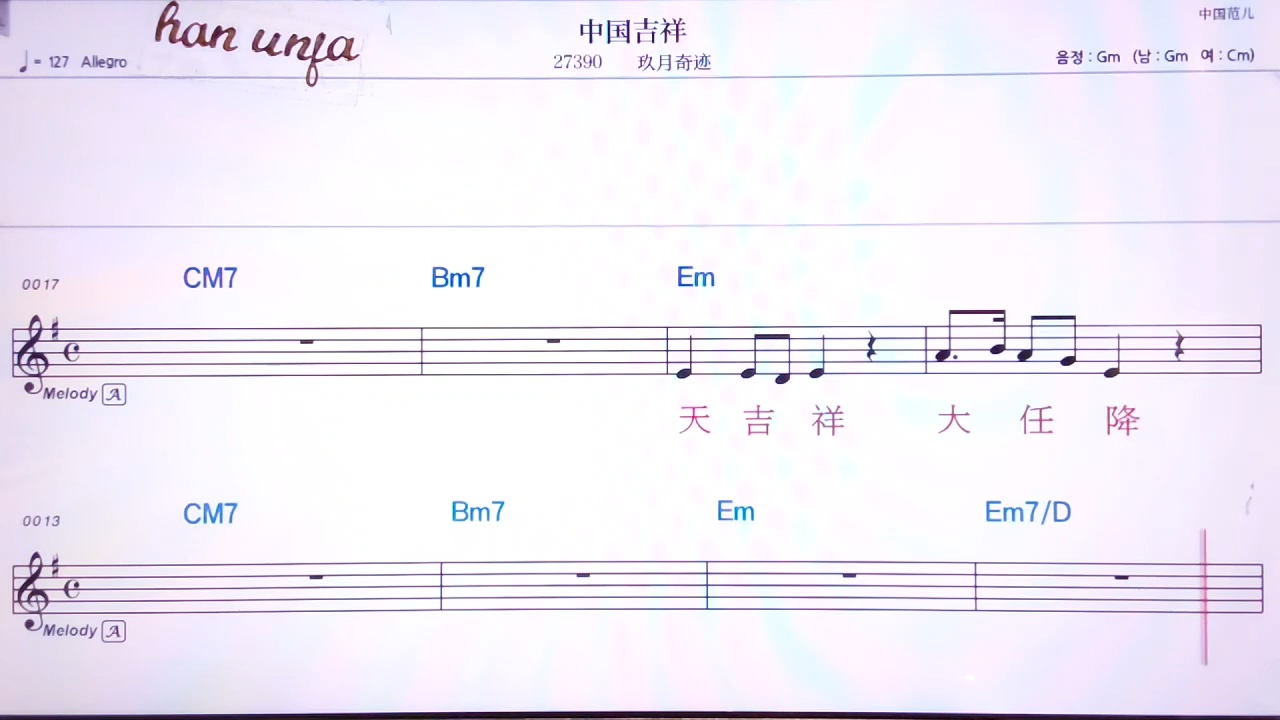 han unfa
中国吉祥
中国范儿
♩= 127 Allegro
27390 玖月奇迹
음정 : Gm (남 : Gm 여 : Cm)
0017 CM7 Bm7 Em
Melody A
天 吉 祥 大 任 降
0013 CM7 Bm7 Em Em7/D
Melody A